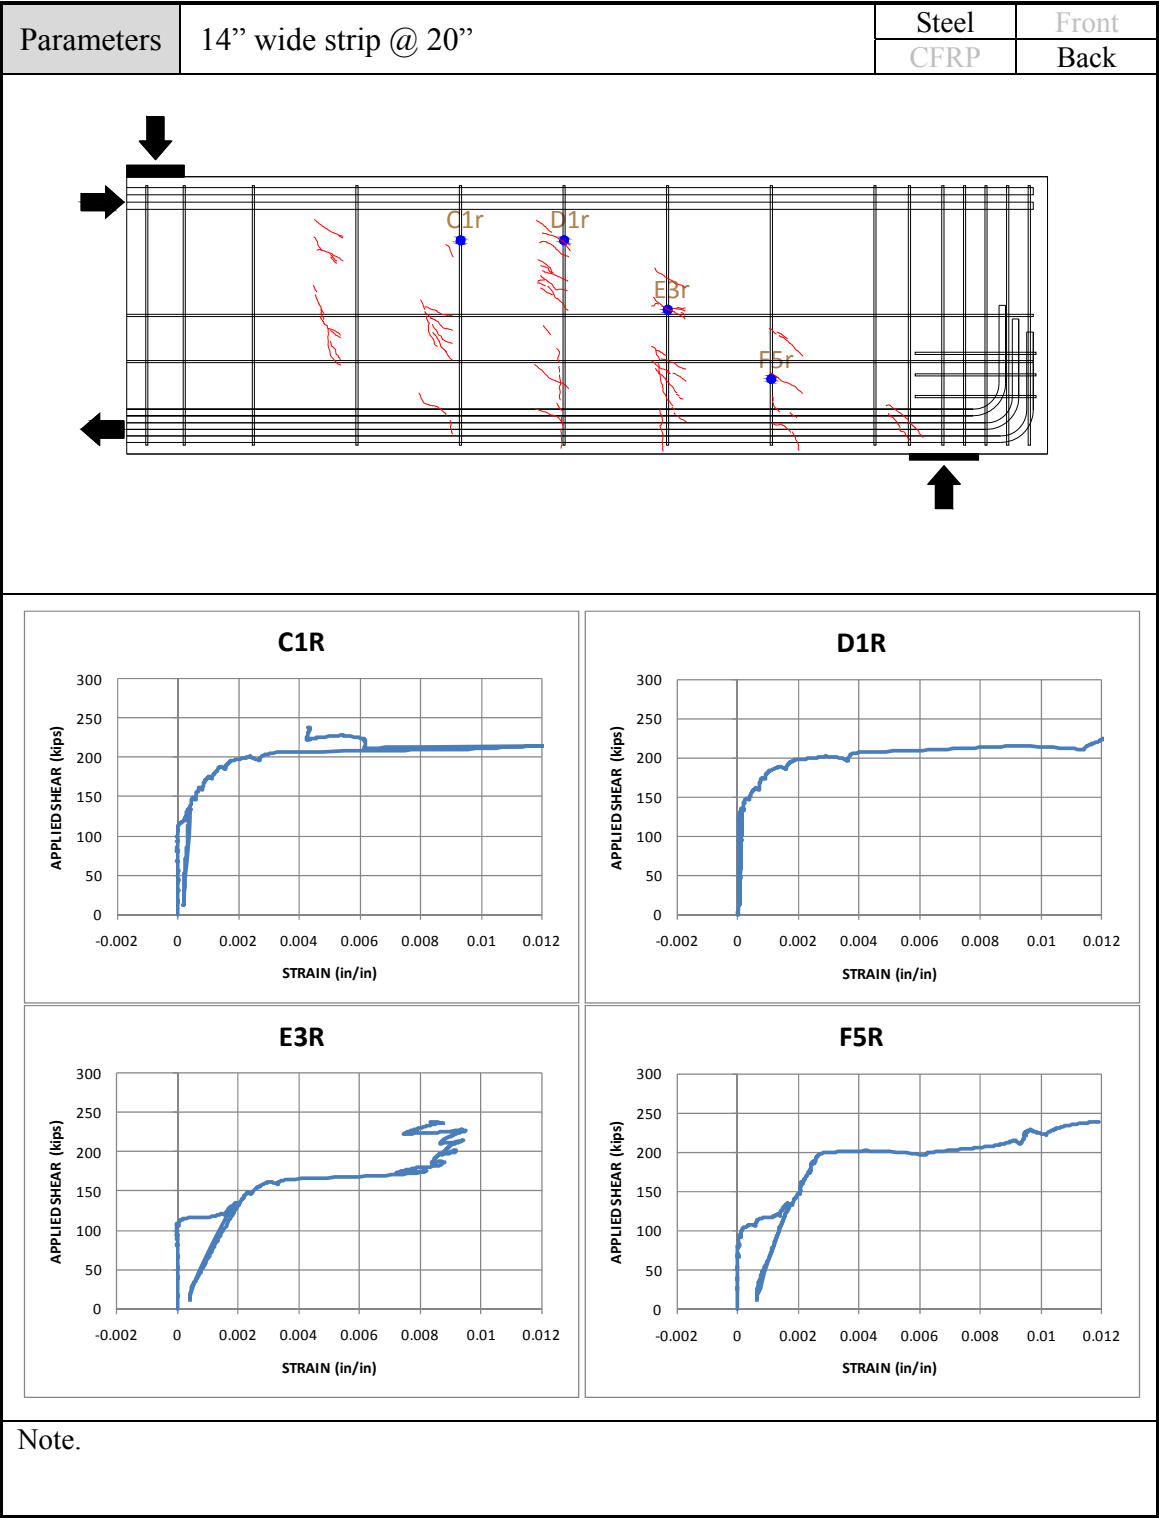 Parameters 14” wide strip @ 20” Steel Front
CFRP Back
C1r D1r
E3r
F5r
C1R
300
250
200
150
100
50
0
-0.002 0 0.002 0.004 0.006 0.008 0.01 0.012
APPLIED SHEAR (kips)
STRAIN (in/in)
D1R
300
250
200
150
100
50
0
-0.002 0 0.002 0.004 0.006 0.008 0.01 0.012
APPLIED SHEAR (kips)
STRAIN (in/in)
E3R
300
250
200
150
100
50
0
-0.002 0 0.002 0.004 0.006 0.008 0.01 0.012
APPLIED SHEAR (kips)
STRAIN (in/in)
F5R
300
250
200
150
100
50
0
-0.002 0 0.002 0.004 0.006 0.008 0.01 0.012
APPLIED SHEAR (kips)
STRAIN (in/in)
Note.